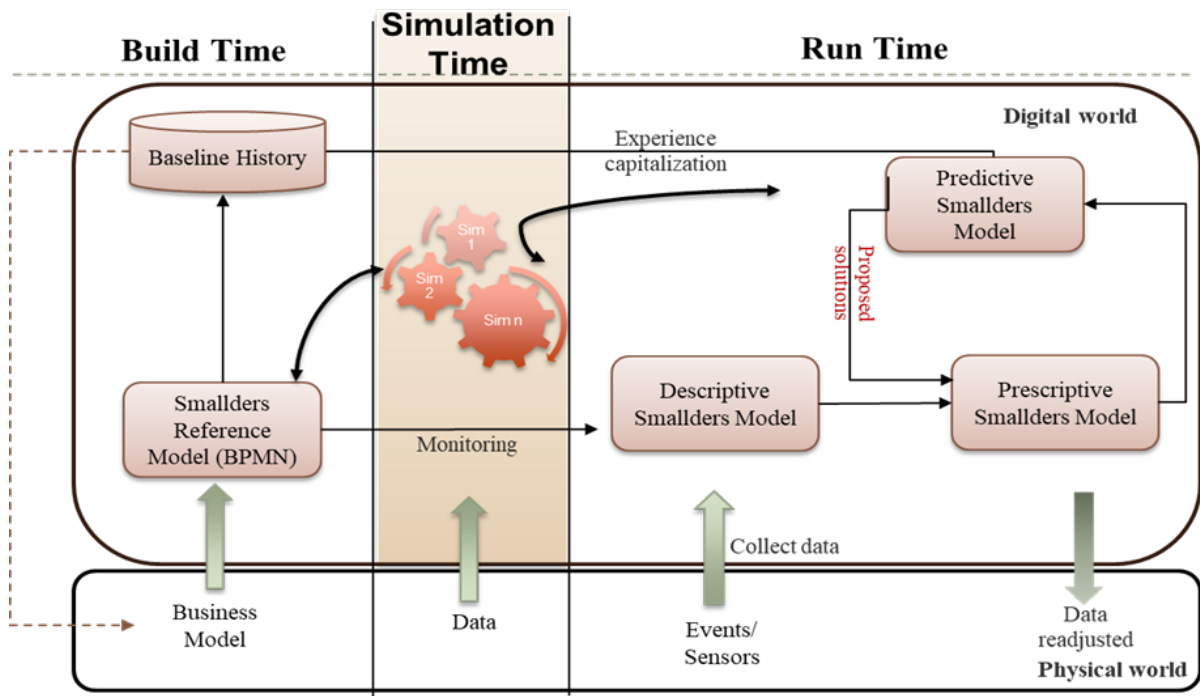 Build Time
Simulation
Time
Run Time
Digital world
Baseline History
Experience
capitalization
Predictive
Smallders
Model
Sim
1
Sim
2
Sim n
Proposed
solutions
Smallders
Reference
Model (BPMN)
Monitoring
Descriptive
Smallders Model
Prescriptive
Smallders Model
Collect data
Business
Model
Data
Events/
Sensors
Data
readjusted
Physical world